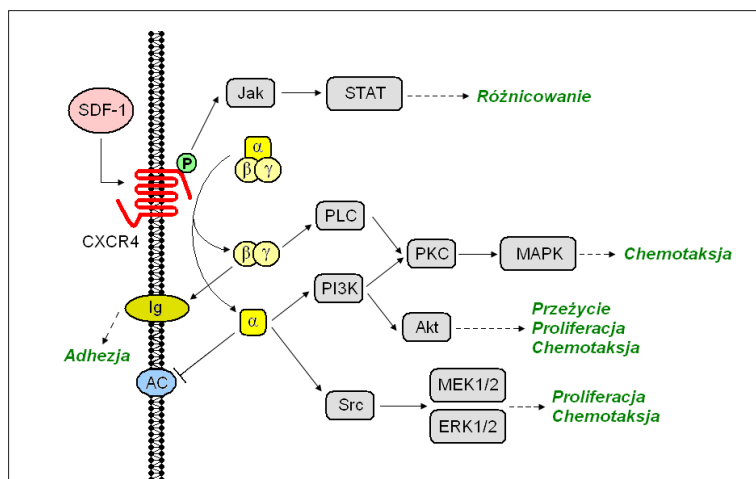 Jak
STAT
Różnicowanie
SDF-1
P
α
β γ
CXCR4
PLC
β γ
PKC
MAPK
Chemotaksja
PI3K
Ig
α
Akt
Przeżycie
Proliferacja
Chemotaksja
Adhezja
AC
MEK1/2
Src
ERK1/2
Proliferacja
Chemotaksja